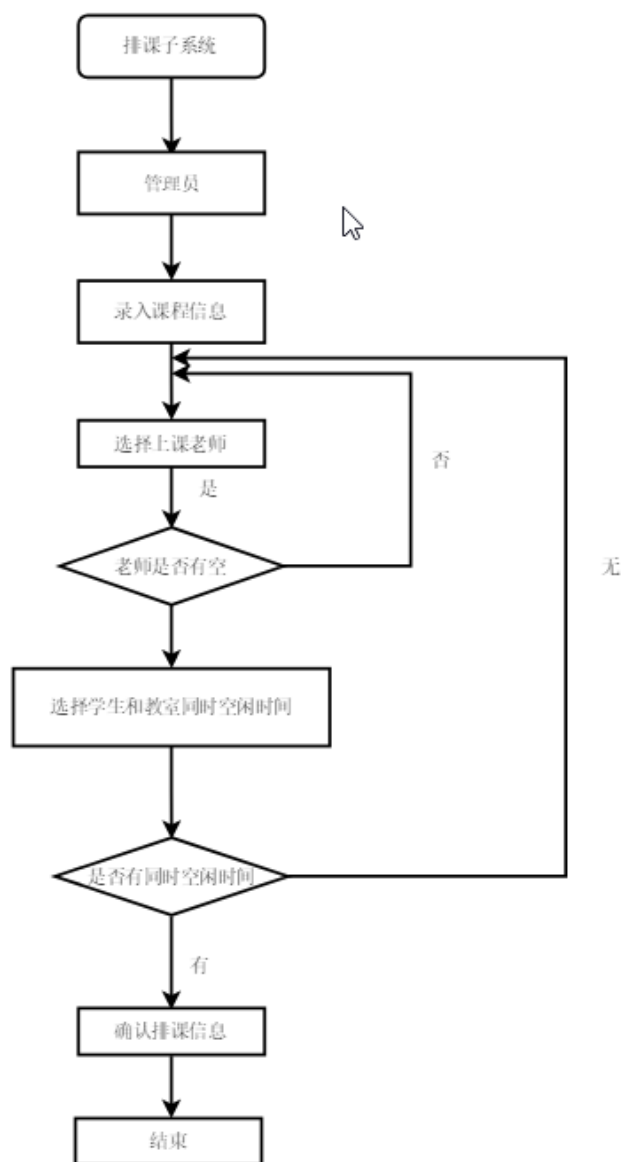 排课子系统
管理员
录入课程信息
选择上课老师
否
是
老师是否有空
无
选择学生和教室同时空闲时间
是否有同时空闲时间
有
确认排课信息
结束